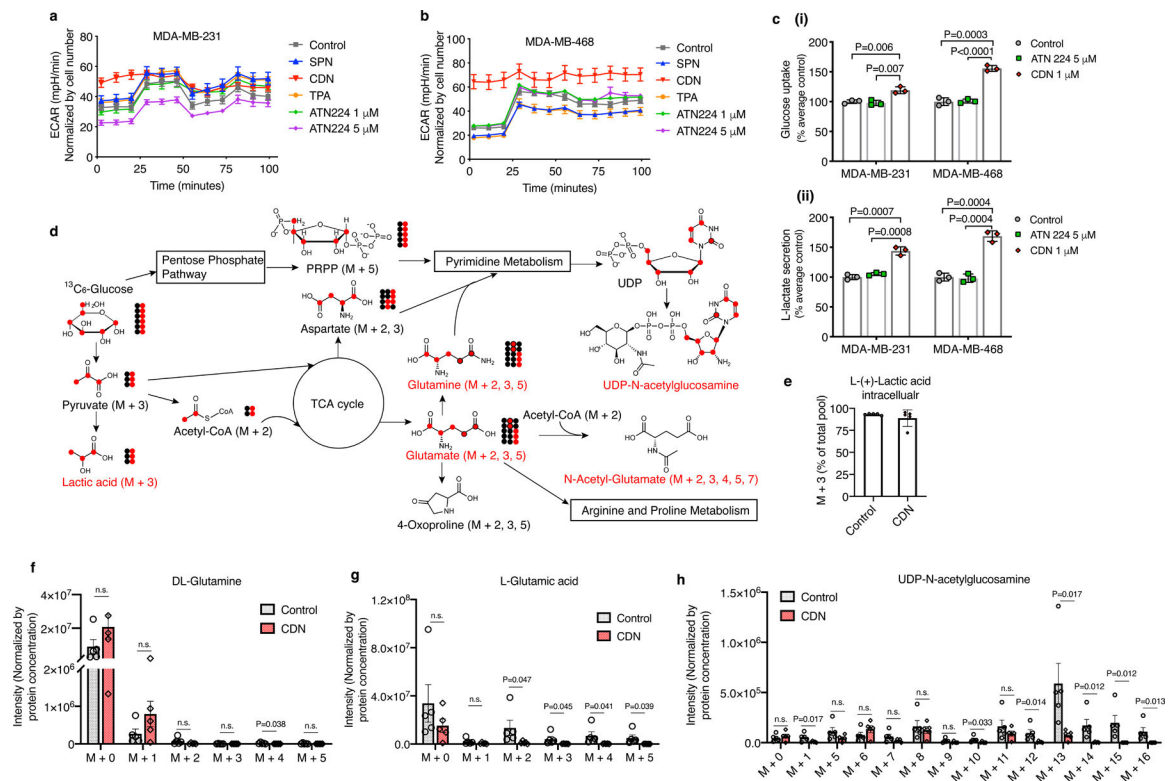 a
MDA-MB-231
ECAR (mpH/min)
Normalized by cell number
80
60
40
20
0
0
25
50
75
100
Time (minutes)
Control
SPN
CDN
TPA
ATN224 1 μM
ATN224 5 μM
b
MDA-MB-468
ECAR (mpH/min)
Normalized by cell number
100
80
60
40
20
0
0
25
50
75
100
Time (minutes)
Control
SPN
CDN
TPA
ATN224 1 μM
ATN224 5 μM
c (i)
Glucose uptake
(% average control)
200
150
100
50
0
P=0.006
P=0.007
P=0.0003
P<0.0001
MDA-MB-231
MDA-MB-468
Control
ATN 224 5 μM
CDN 1 μM
(ii)
L-lactate secretion
(% average control)
200
150
100
50
0
P=0.0007
P=0.0008
P=0.0004
P=0.0004
MDA-MB-231
MDA-MB-468
Control
ATN 224 5 μM
CDN 1 μM
d
Pentose Phosphate
Pathway
PRPP (M + 5)
Pyrimidine Metabolism
UDP
13C6-Glucose
Aspartate (M + 2, 3)
Glutamine (M + 2, 3, 5)
UDP-N-acetylglucosamine
Pyruvate (M + 3)
TCA cycle
Acetyl-CoA (M + 2)
Acetyl-CoA (M + 2)
Lactic acid (M + 3)
Glutamate (M + 2, 3, 5)
N-Acetyl-Glutamate (M + 2, 3, 4, 5, 7)
4-Oxoproline (M + 2, 3, 5)
Arginine and Proline Metabolism
e
L-(+)-Lactic acid
intracellualr
M + 3 (% of total pool)
100
80
60
40
20
0
Control
CDN
f
DL-Glutamine
Intensity (Normalized by
protein concentration)
4×10⁷
2×10⁷
2×10⁶
1×10⁶
0
n.s.
n.s.
n.s.
n.s.
P=0.038
n.s.
M + 0
M + 1
M + 2
M + 3
M + 4
M + 5
Control
CDN
g
L-Glutamic acid
Intensity (Normalized by
protein concentration)
1.2×10⁸
8.0×10⁷
4.0×10⁷
0.0
n.s.
n.s.
P=0.047
P=0.045
P=0.041
P=0.039
M + 0
M + 1
M + 2
M + 3
M + 4
M + 5
Control
CDN
h
UDP-N-acetylglucosamine
Intensity (Normalized by
protein concentration)
1.5×10⁶
1.0×10⁶
5.0×10⁵
0.0
n.s.
P=0.017
n.s.
n.s.
n.s.
n.s.
n.s.
P=0.033
n.s.
P=0.014
P=0.017
P=0.012
P=0.012
P=0.013
M + 0
M + 1
M + 5
M + 6
M + 7
M + 8
M + 9
M + 10
M + 11
M + 12
M + 13
M + 14
M + 15
M + 16
Control
CDN